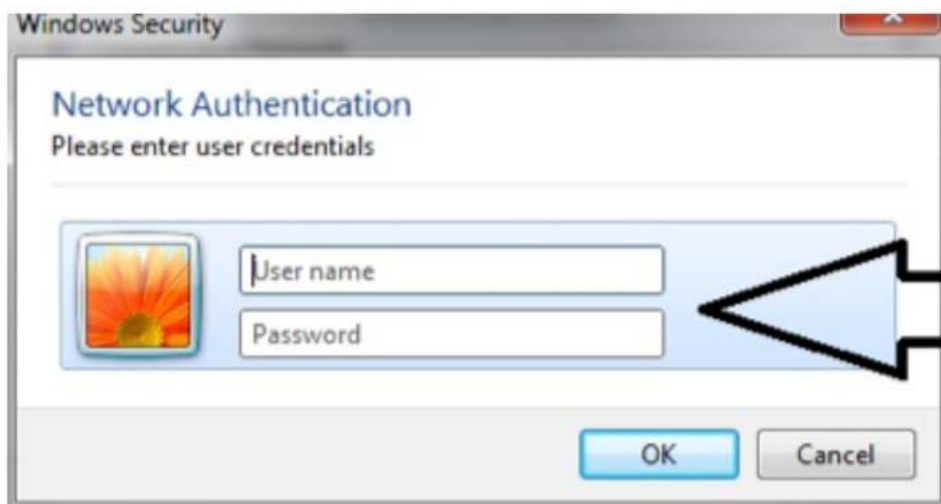 Windows Security
Network Authentication
Please enter user credentials
User name
Password
OK
Cancel